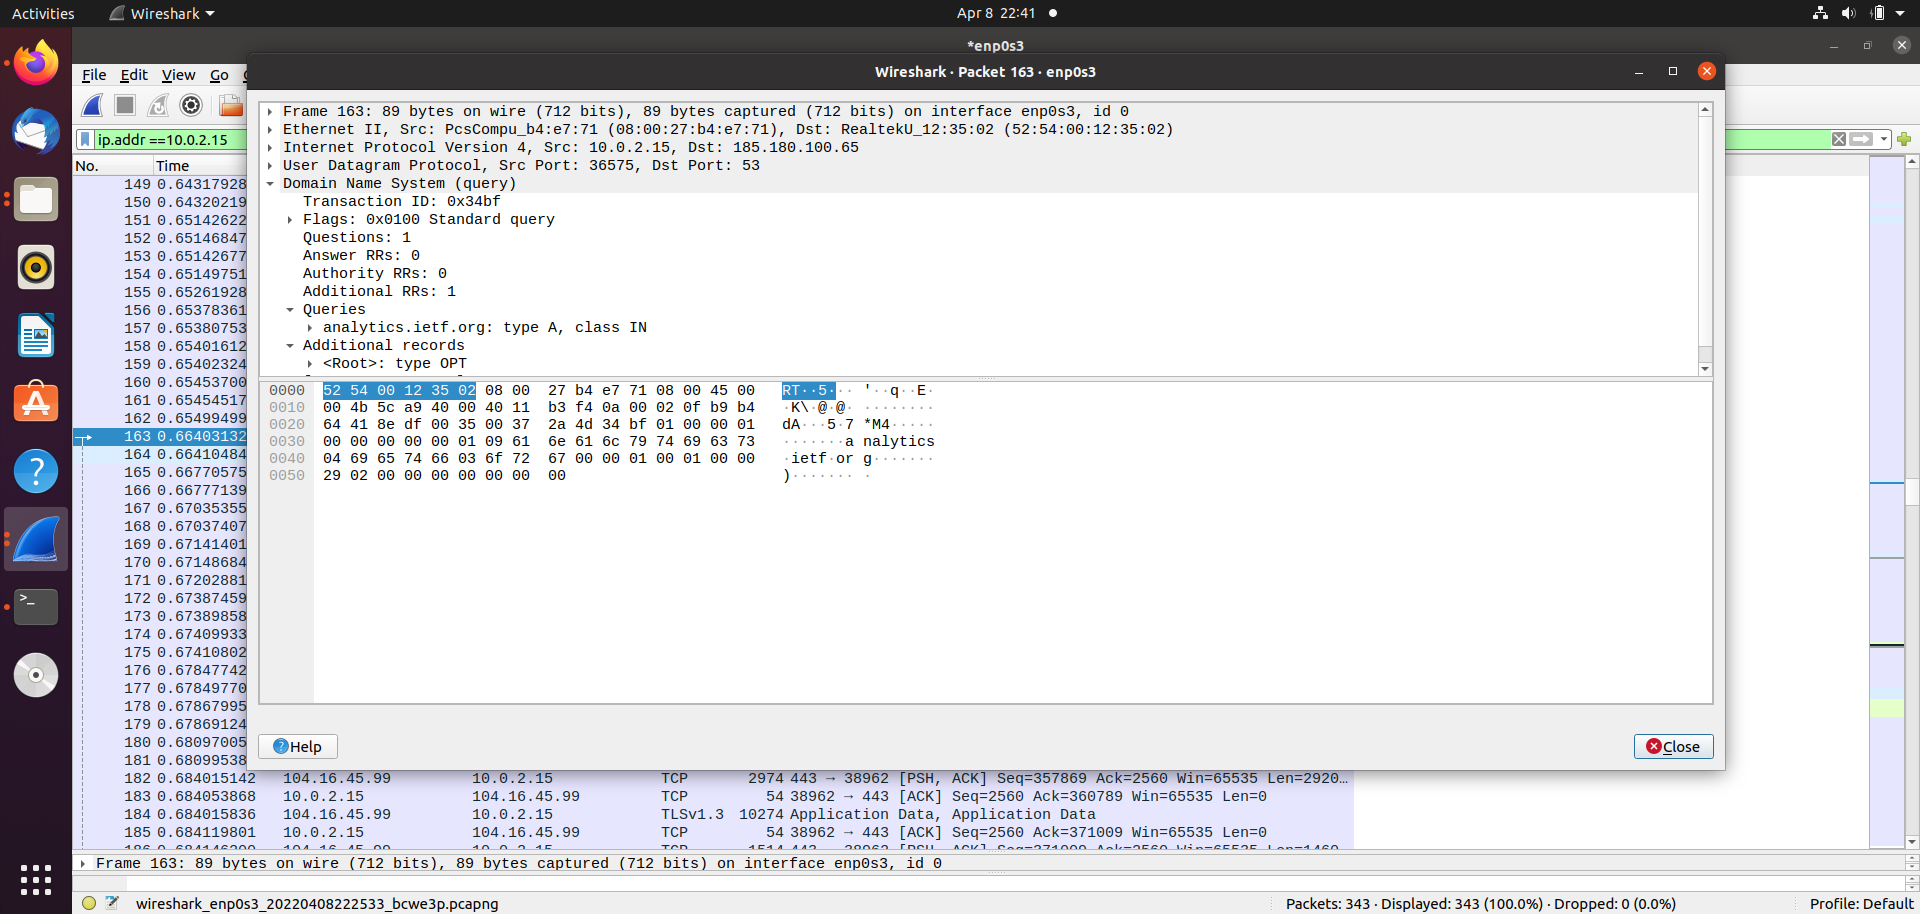 Activities
Wireshark
Apr 8 22:41
*enp0s3
File Edit View Go
Wireshark · Packet 163 · enp0s3
ip.addr ==10.0.2.15
No. Time
149 0.64317928
150 0.64320219
151 0.65142622
152 0.65146847
153 0.65142677
154 0.65149751
155 0.65261928
156 0.65378361
157 0.65380753
158 0.65401612
159 0.65402324
160 0.65453700
161 0.65454517
162 0.65499499
163 0.66403132
164 0.66410484
165 0.66770575
166 0.66777139
167 0.67035355
168 0.67037407
169 0.67141401
170 0.67148684
171 0.67202881
172 0.67387459
173 0.67389858
174 0.67409933
175 0.67410802
176 0.67847742
177 0.67849770
178 0.67867995
179 0.67869124
180 0.68097005
181 0.68099538
Frame 163: 89 bytes on wire (712 bits), 89 bytes captured (712 bits) on interface enp0s3, id 0
Ethernet II, Src: PcsCompu_b4:e7:71 (08:00:27:b4:e7:71), Dst: RealtekU_12:35:02 (52:54:00:12:35:02)
Internet Protocol Version 4, Src: 10.0.2.15, Dst: 185.180.100.65
User Datagram Protocol, Src Port: 36575, Dst Port: 53
Domain Name System (query)
Transaction ID: 0x34bf
Flags: 0x0100 Standard query
Questions: 1
Answer RRs: 0
Authority RRs: 0
Additional RRs: 1
Queries
analytics.ietf.org: type A, class IN
Additional records
<Root>: type OPT
0000 52 54 00 12 35 02 08 00 27 b4 e7 71 08 00 45 00 RT··5··· '··q··E·
0010 00 4b 5c a9 40 00 40 11 b3 f4 0a 00 02 0f b9 b4 ·K\·@·@· ········
0020 64 41 8e df 00 35 00 37 2a 4d 34 bf 01 00 00 01 dA···5·7 *M4·····
0030 00 00 00 00 00 01 09 61 6e 61 6c 79 74 69 63 73 ·······a nalytics
0040 04 69 65 74 66 03 6f 72 67 00 00 01 00 01 00 00 ·ietf·or g·······
0050 29 02 00 00 00 00 00 00 00 )······· ·
Help
Close
182 0.684015142 104.16.45.99 10.0.2.15 TCP 2974 443 → 38962 [PSH, ACK] Seq=357869 Ack=2560 Win=65535 Len=2920…
183 0.684053868 10.0.2.15 104.16.45.99 TCP 54 38962 → 443 [ACK] Seq=2560 Ack=360789 Win=65535 Len=0
184 0.684015836 104.16.45.99 10.0.2.15 TLSv1.3 10274 Application Data, Application Data
185 0.684119801 10.0.2.15 104.16.45.99 TCP 54 38962 → 443 [ACK] Seq=2560 Ack=371009 Win=65535 Len=0
Frame 163: 89 bytes on wire (712 bits), 89 bytes captured (712 bits) on interface enp0s3, id 0
wireshark_enp0s3_20220408222533_bcwe3p.pcapng
Packets: 343 · Displayed: 343 (100.0%) · Dropped: 0 (0.0%)
Profile: Default